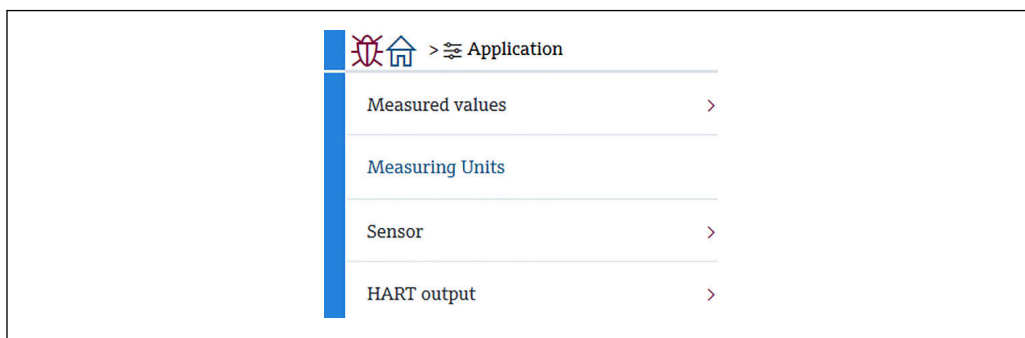 > Application
Measured values
Measuring Units
Sensor
HART output